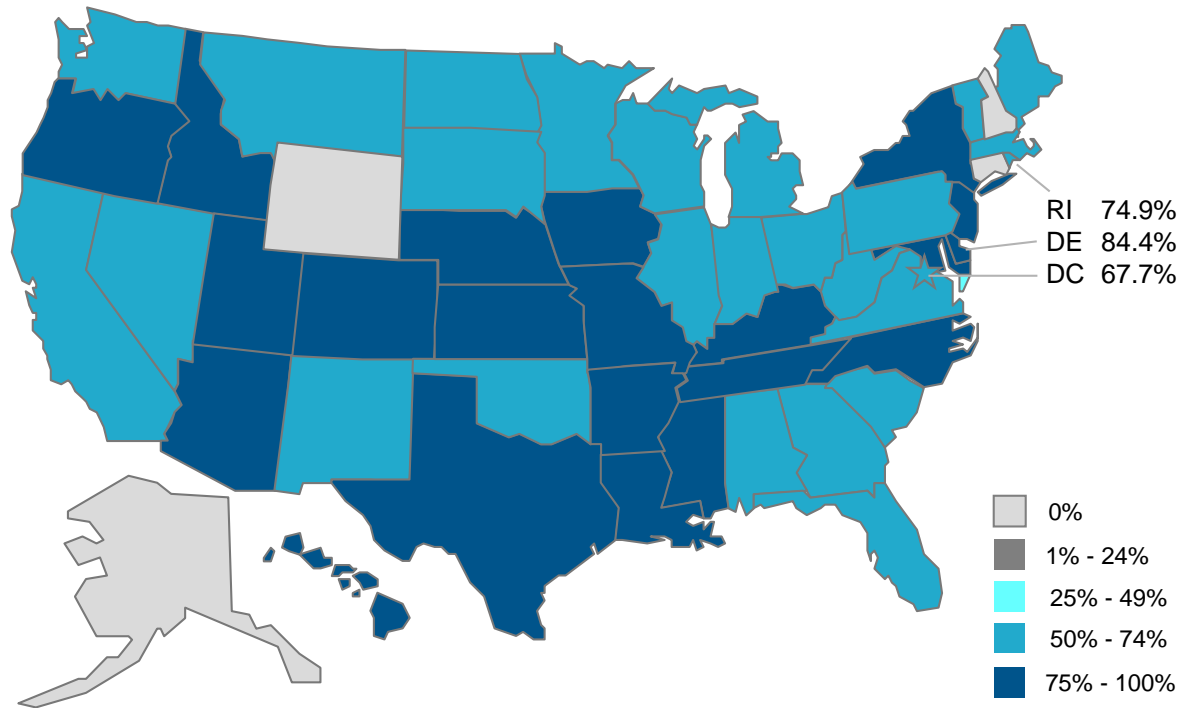 RI 74.9%
DE 84.4%
DC 67.7%
0%
1% - 24%
25% - 49%
50% - 74%
75% - 100%